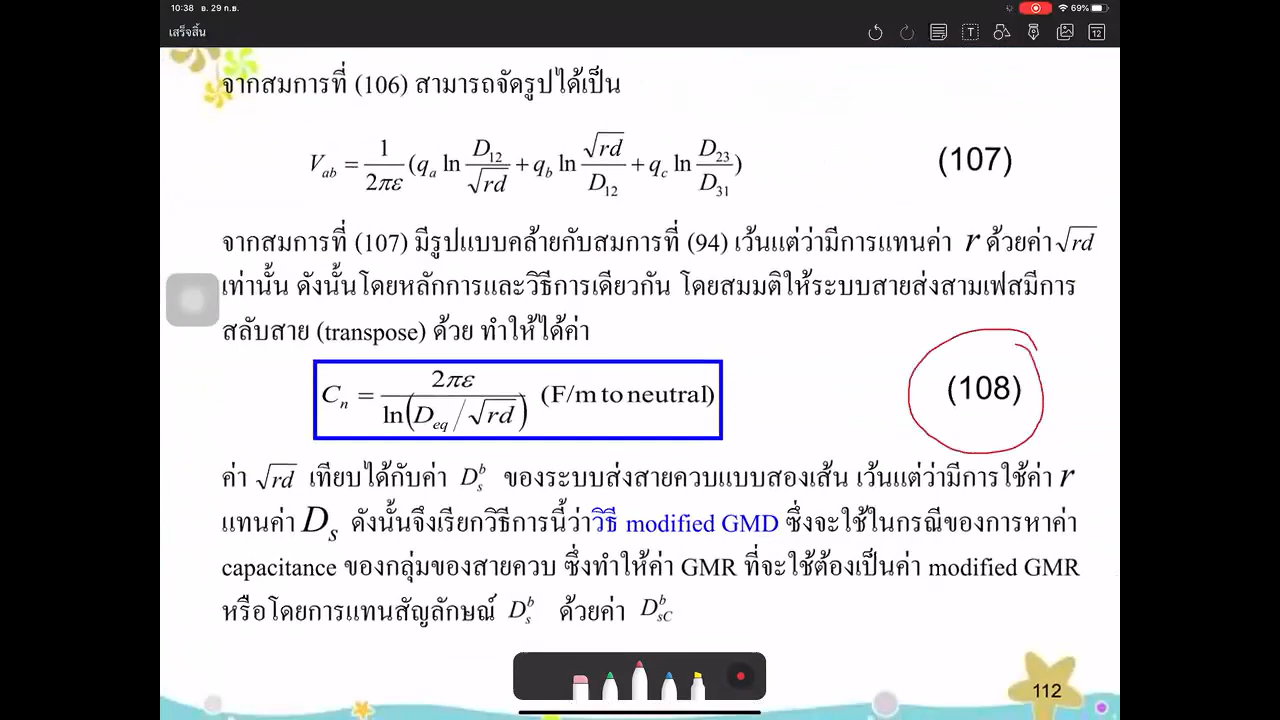 10:38 อ. 29 ก.ย. 69%
เสร็จสิ้น
จากสมการที่ (106) สามารถจัดรูปได้เป็น
V_ab = 1/(2πε) (q_a ln D_12/√rd + q_b ln √rd/D_12 + q_c ln D_23/D_31) (107)
จากสมการที่ (107) มีรูปแบบคล้ายกับสมการที่ (94) เว้นแต่ว่ามีการแทนค่า r ด้วยค่า √rd
เท่านั้น ดังนั้นโดยหลักการและวิธีการเดียวกัน โดยสมมติให้ระบบสายส่งสามเฟสมีการ
สลับสาย (transpose) ด้วย ทำให้ได้ค่า
C_n = 2πε/ln(D_eq/√rd) (F/m to neutral) (108)
ค่า √rd เทียบได้กับค่า D_s^b ของระบบส่งสายควบแบบสองเส้น เว้นแต่ว่ามีการใช้ค่า r
แทนค่า D_s ดังนั้นจึงเรียกวิธีการนี้ว่าวิธี modified GMD ซึ่งจะใช้ในกรณีของการหาค่า
capacitance ของกลุ่มของสายควบ ซึ่งทำให้ค่า GMR ที่จะใช้ต้องเป็นค่า modified GMR
หรือโดยการแทนสัญลักษณ์ D_s^b ด้วยค่า D_sC^b
112